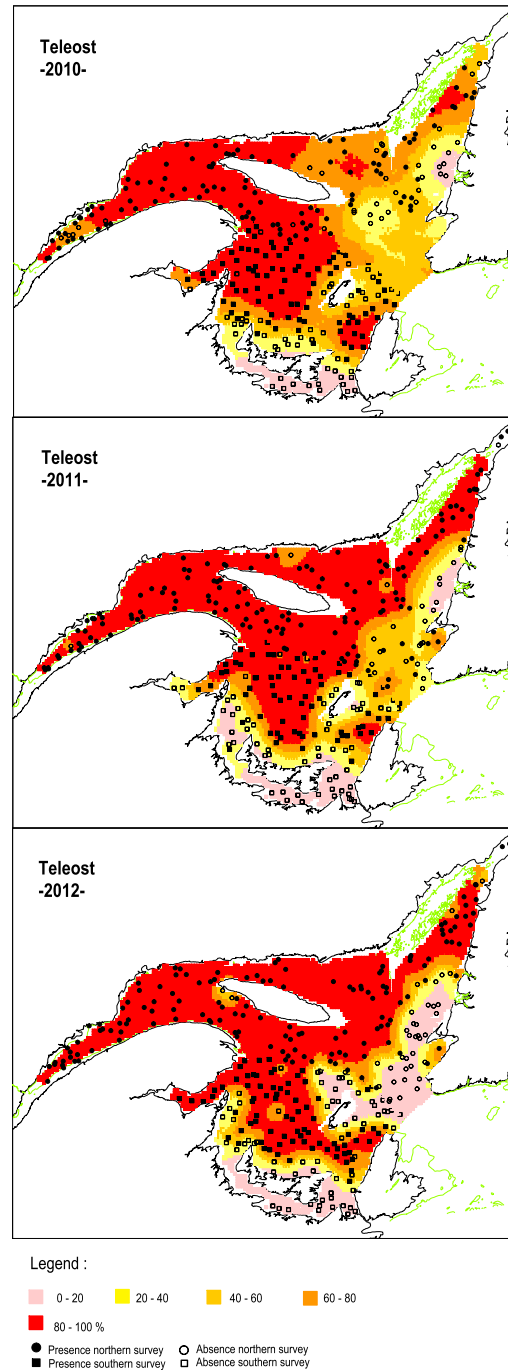 Teleost
-2010-
Teleost
-2011-
Teleost
-2012-
Legend :
0 - 20 20 - 40 40 - 60 60 - 80
80 - 100 %
Presence northern survey Absence northern survey
Presence southern survey Absence southern survey